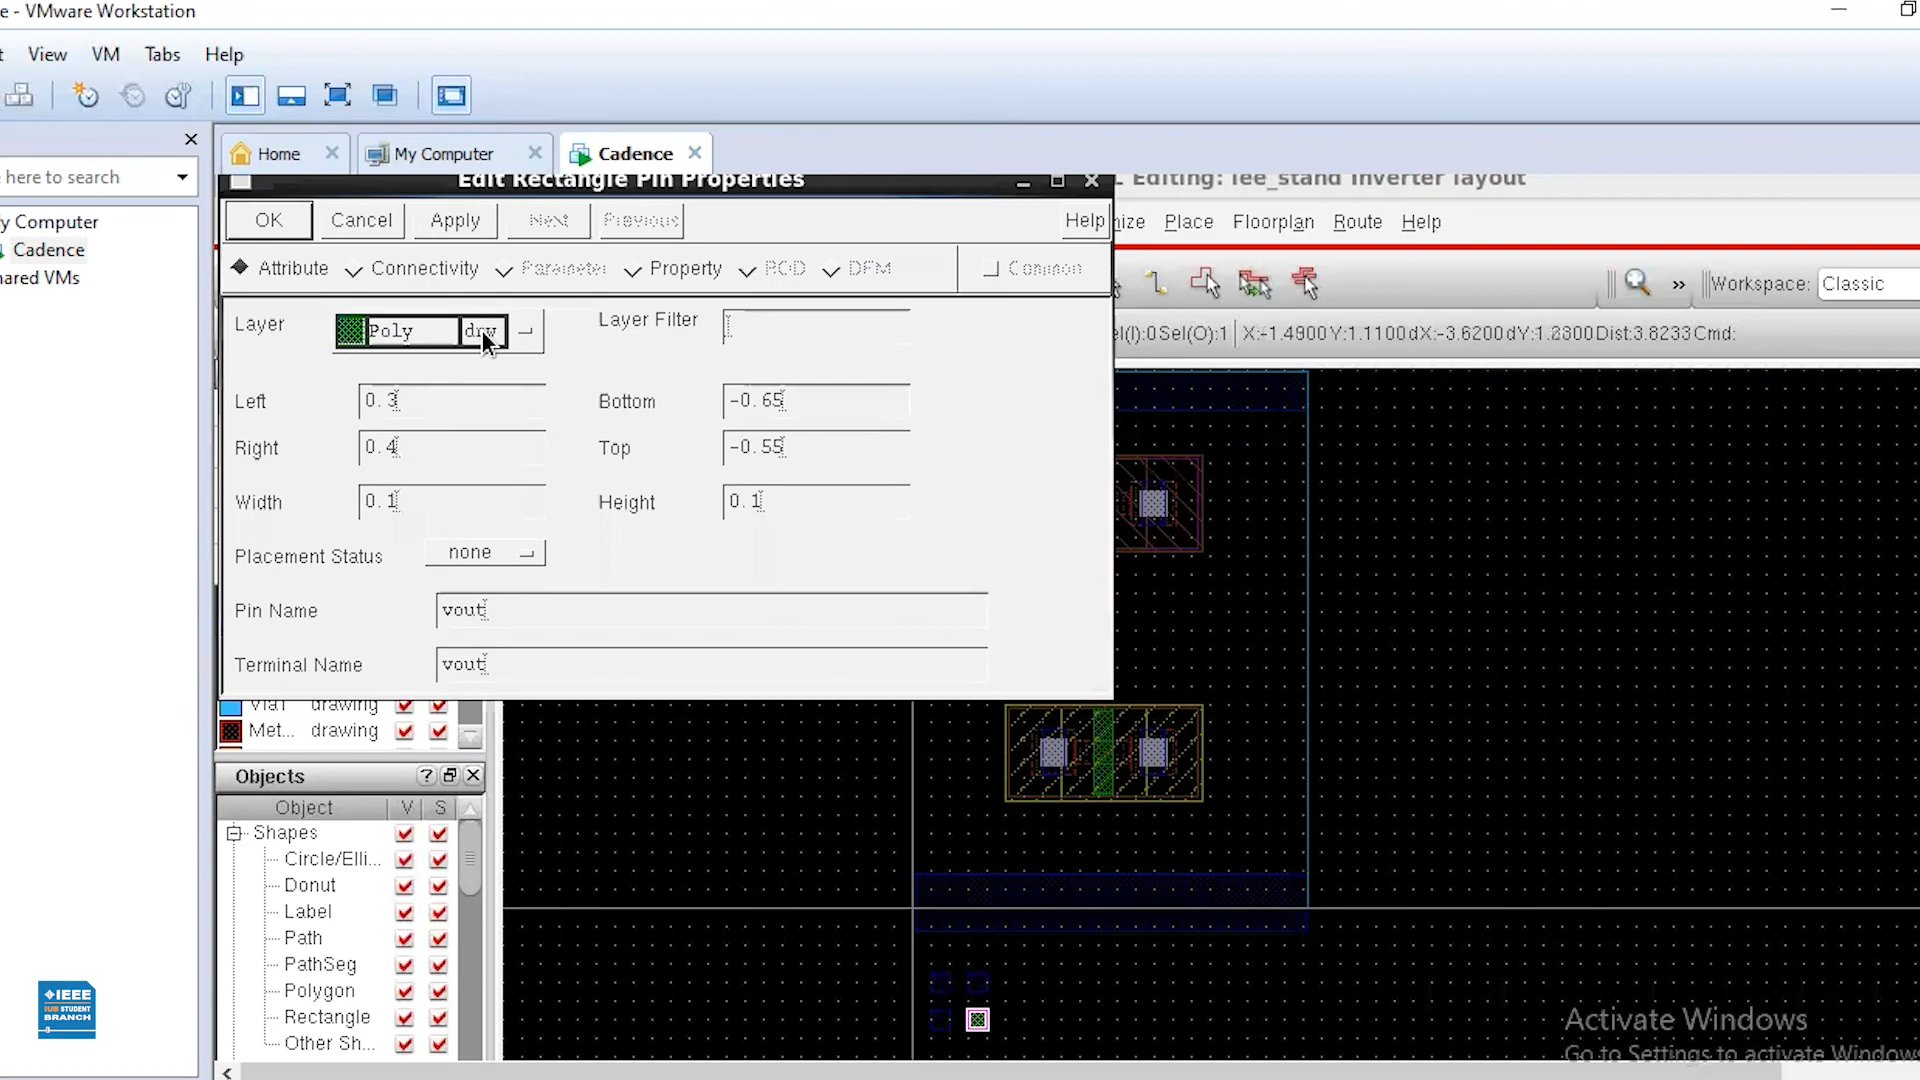 e - VMware Workstation
t View VM Tabs Help
Home My Computer Cadence
here to search
y Computer
Cadence
hared VMs
Edit Rectangle Pin Properties
L Editing: iee_stand Inverter layout
OK Cancel Apply Next Previous Help
ize Place Floorplan Route Help
Attribute Connectivity Parameter Property ROD DFM Common
» Workspace: Classic
Layer Poly drw Layer Filter
el(I):0 Sel(O):1 X:-1.4900 Y:1.1100 dX:-3.6200 dY:1.2300 Dist:3.8233 Cmd:
Left 0.3 Bottom -0.65
Right 0.4 Top -0.55
Width 0.1 Height 0.1
Placement Status none
Pin Name vout
Terminal Name vout
Via1 drawing
Met... drawing
Objects ?
Object V S
Shapes
Circle/Elli...
Donut
Label
Path
PathSeg
Polygon
Rectangle
Other Sh...
IEEE
IUB STUDENT
BRANCH
Activate Windows
Go to Settings to activate Windows